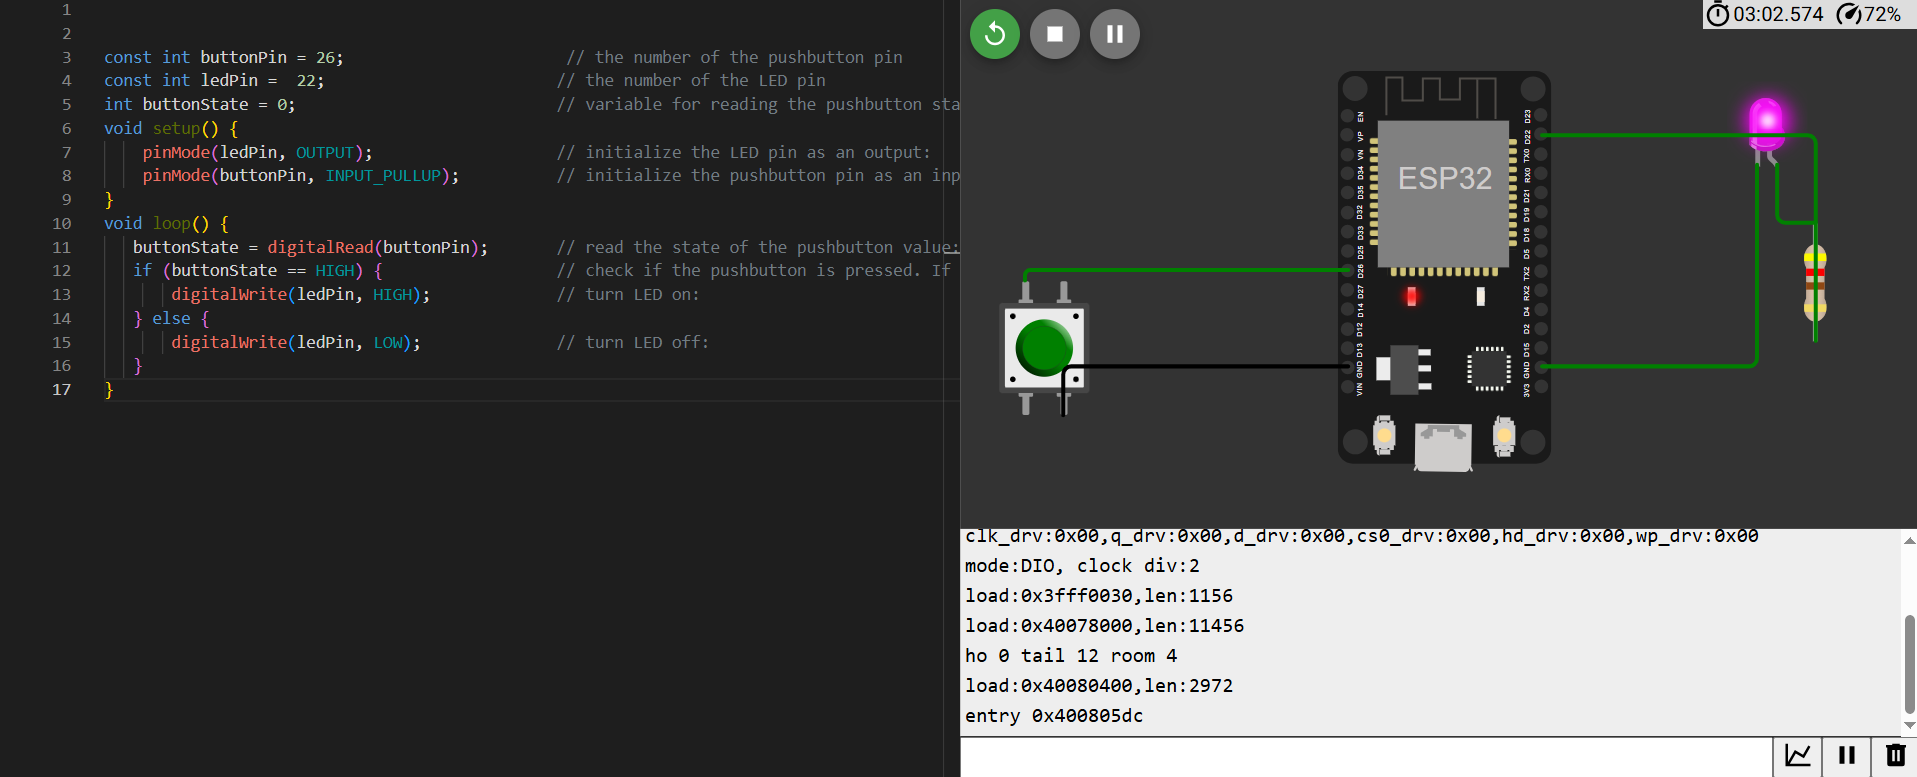 1
2
3 const int buttonPin = 26; // the number of the pushbutton pin
4 const int ledPin =  22; // the number of the LED pin
5 int buttonState = 0; // variable for reading the pushbutton sta
6 void setup() {
7 pinMode(ledPin, OUTPUT); // initialize the LED pin as an output:
8 pinMode(buttonPin, INPUT_PULLUP); // initialize the pushbutton pin as an inp
9 }
10 void loop() {
11 buttonState = digitalRead(buttonPin); // read the state of the pushbutton value:
12 if (buttonState == HIGH) { // check if the pushbutton is pressed. If
13 digitalWrite(ledPin, HIGH); // turn LED on:
14 } else {
15 digitalWrite(ledPin, LOW); // turn LED off:
16 }
17 }
03:02.574 72%
ESP32
EN
VP
VN
D34
D35
D32
D33
D25
D26
D27
D14
D12
D13
GND
VIN
D23
D22
TX0
RX0
D21
D19
D18
D5
TX2
RX2
D4
D2
D15
GND
3V3
clk_drv:0x00,q_drv:0x00,d_drv:0x00,cs0_drv:0x00,hd_drv:0x00,wp_drv:0x00
mode:DIO, clock div:2
load:0x3fff0030,len:1156
load:0x40078000,len:11456
ho 0 tail 12 room 4
load:0x40080400,len:2972
entry 0x400805dc